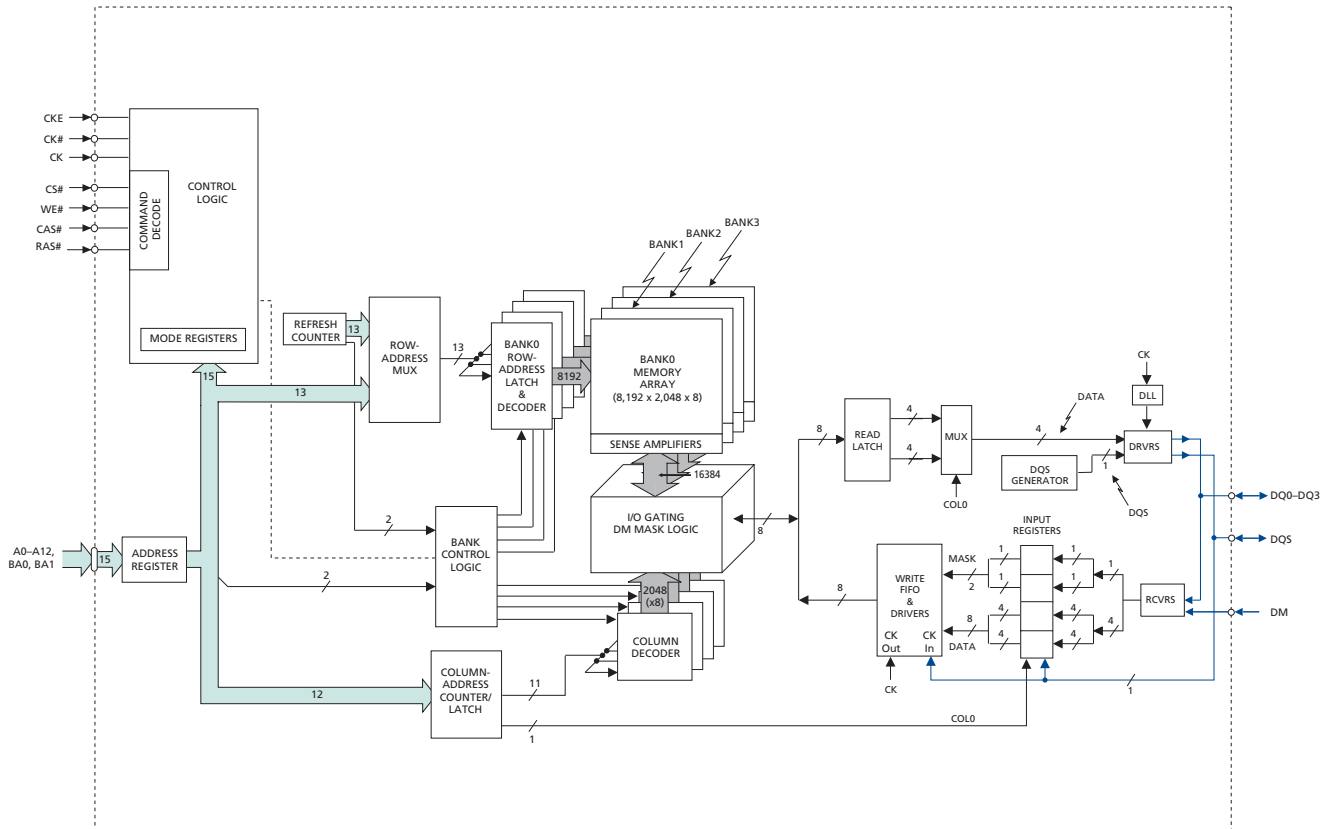 CKE
CK#
CK
CS#
WE#
CAS#
RAS#
COMMAND
DECODE
CONTROL
LOGIC
MODE REGISTERS
15
REFRESH
COUNTER
13
13
ROW-
ADDRESS
MUX
13
BANK0
ROW-
ADDRESS
LATCH
&
DECODER
8192
BANK1
BANK2
BANK3
BANK0
MEMORY
ARRAY
(8,192 x 2,048 x 8)
SENSE AMPLIFIERS
16384
I/O GATING
DM MASK LOGIC
8
2
2
BANK
CONTROL
LOGIC
A0–A12,
BA0, BA1
15
ADDRESS
REGISTER
12
COLUMN-
ADDRESS
COUNTER/
LATCH
11
1
COL0
2048
(x8)
COLUMN
DECODER
8
READ
LATCH
4
4
MUX
COL0
4
DATA
DQS
GENERATOR
1
DQS
CK
DLL
DRVRS
DQ0–DQ3
DQS
DM
INPUT
REGISTERS
8
WRITE
FIFO
&
DRIVERS
CK
Out
CK
In
CK
MASK
2
8
DATA
1
1
4
4
1
1
4
4
1
4
RCVRS
1